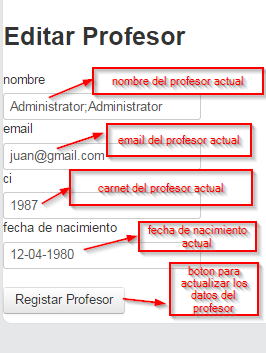 Editar Profesor
nombre
nombre del profesor actual
Administrator;Administrator
email
email del profesor actual
juan@gmail.com
ci
carnet del profesor actual
1987
fecha de nacimiento
fecha de nacimiento
actual
12-04-1980
boton para
actualizar los
datos del
profesor
Registar Profesor